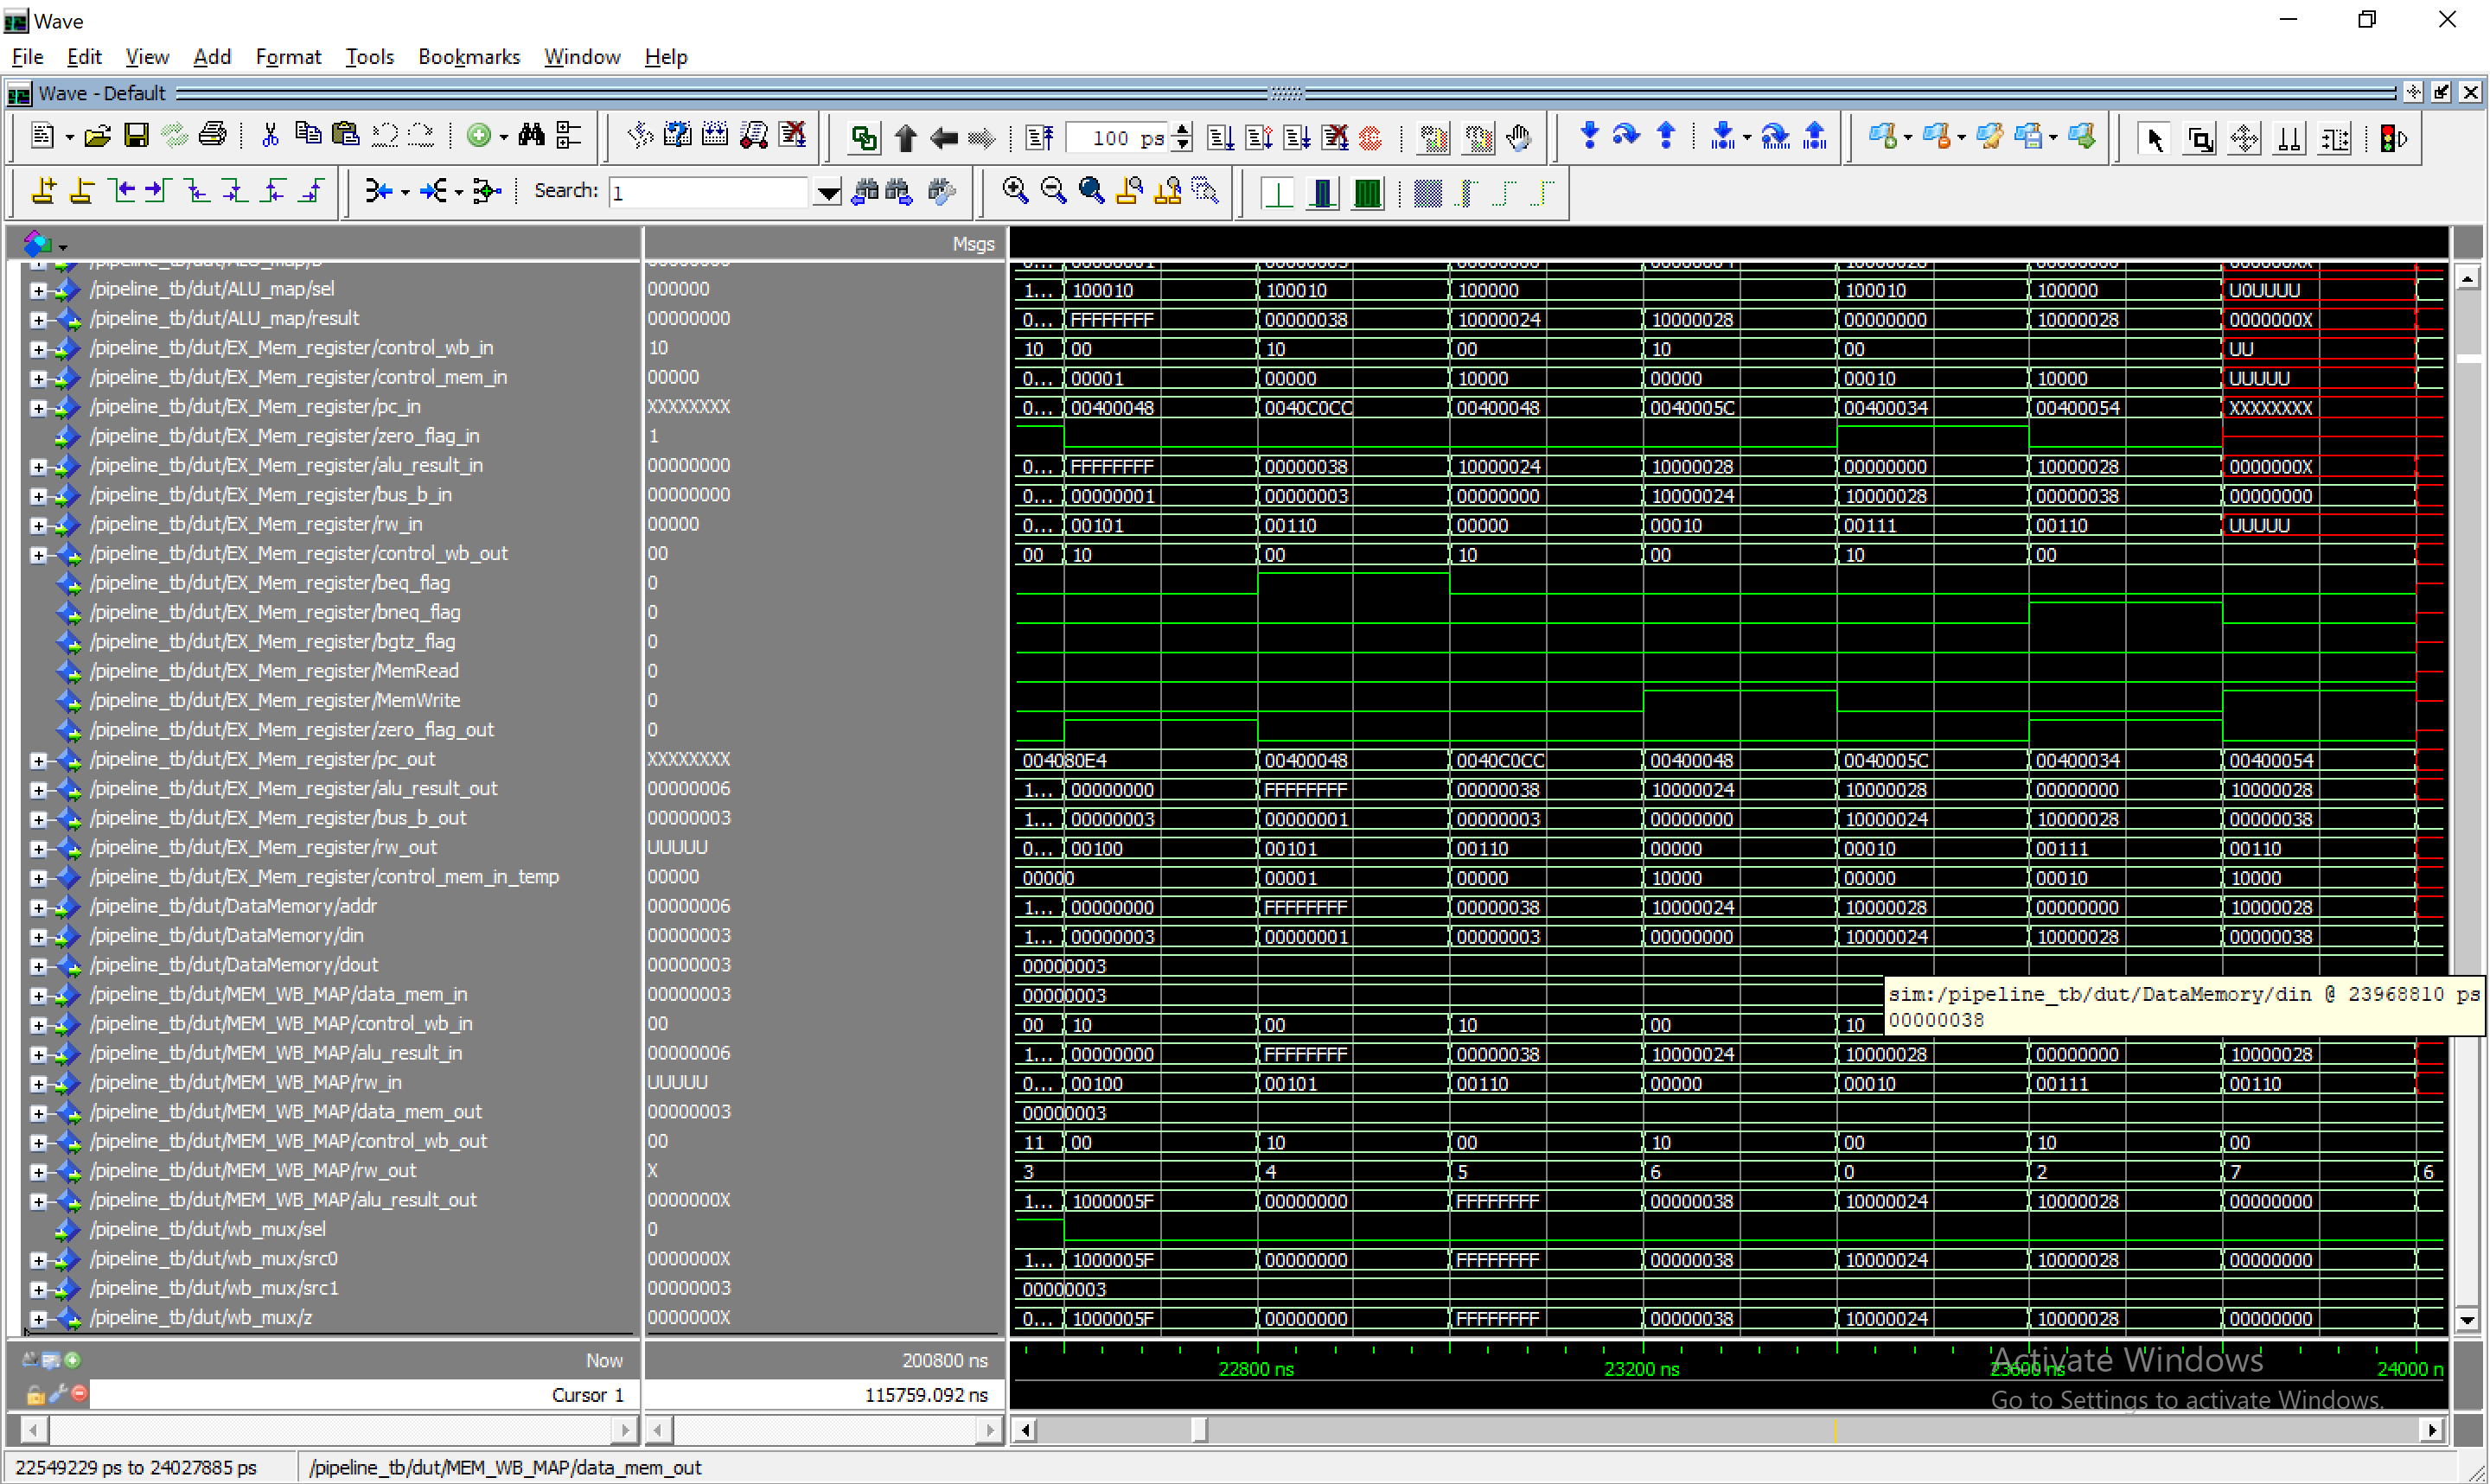 Wave
File Edit View Add Format Tools Bookmarks Window Help
Wave - Default
100 ps
Search: 1
Msgs
/pipeline_tb/dut/ALU_map/sel 000000 1... 100010 100010 100000 100010 100000 U0UUUU
/pipeline_tb/dut/ALU_map/result 00000000 0... FFFFFFFF 00000038 10000024 10000028 00000000 10000028 0000000X
/pipeline_tb/dut/EX_Mem_register/control_wb_in 10 10 00 10 00 10 00 UU
/pipeline_tb/dut/EX_Mem_register/control_mem_in 00000 0... 00001 00000 10000 00000 00010 10000 UUUUU
/pipeline_tb/dut/EX_Mem_register/pc_in XXXXXXXX 0... 00400048 0040C0CC 00400048 0040005C 00400034 00400054 XXXXXXXX
/pipeline_tb/dut/EX_Mem_register/zero_flag_in 1
/pipeline_tb/dut/EX_Mem_register/alu_result_in 00000000 0... FFFFFFFF 00000038 10000024 10000028 00000000 10000028 0000000X
/pipeline_tb/dut/EX_Mem_register/bus_b_in 00000000 0... 00000001 00000003 00000000 10000024 10000028 00000038 00000000
/pipeline_tb/dut/EX_Mem_register/rw_in 00000 0... 00101 00110 00000 00010 00111 00110 UUUUU
/pipeline_tb/dut/EX_Mem_register/control_wb_out 00 00 10 00 10 00 10 00
/pipeline_tb/dut/EX_Mem_register/beq_flag 0
/pipeline_tb/dut/EX_Mem_register/bneq_flag 0
/pipeline_tb/dut/EX_Mem_register/bgtz_flag 0
/pipeline_tb/dut/EX_Mem_register/MemRead 0
/pipeline_tb/dut/EX_Mem_register/MemWrite 0
/pipeline_tb/dut/EX_Mem_register/zero_flag_out 0
/pipeline_tb/dut/EX_Mem_register/pc_out XXXXXXXX 004080E4 00400048 0040C0CC 00400048 0040005C 00400034 00400054
/pipeline_tb/dut/EX_Mem_register/alu_result_out 00000006 1... 00000000 FFFFFFFF 00000038 10000024 10000028 00000000 10000028
/pipeline_tb/dut/EX_Mem_register/bus_b_out 00000003 1... 00000003 00000001 00000003 00000000 10000024 10000028 00000038
/pipeline_tb/dut/EX_Mem_register/rw_out UUUUU 0... 00100 00101 00110 00000 00010 00111 00110
/pipeline_tb/dut/EX_Mem_register/control_mem_in_temp 00000 00000 00001 00000 10000 00000 00010 10000
/pipeline_tb/dut/DataMemory/addr 00000006 1... 00000000 FFFFFFFF 00000038 10000024 10000028 00000000 10000028
/pipeline_tb/dut/DataMemory/din 00000003 1... 00000003 00000001 00000003 00000000 10000024 10000028 00000038
/pipeline_tb/dut/DataMemory/dout 00000003 00000003
/pipeline_tb/dut/MEM_WB_MAP/data_mem_in 00000003 00000003
sim:/pipeline_tb/dut/DataMemory/din @ 23968810 ps
00000038
/pipeline_tb/dut/MEM_WB_MAP/control_wb_in 00 00 10 00 10 00 10
/pipeline_tb/dut/MEM_WB_MAP/alu_result_in 00000006 1... 00000000 FFFFFFFF 00000038 10000024 10000028 00000000 10000028
/pipeline_tb/dut/MEM_WB_MAP/rw_in UUUUU 0... 00100 00101 00110 00000 00010 00111 00110
/pipeline_tb/dut/MEM_WB_MAP/data_mem_out 00000003 00000003
/pipeline_tb/dut/MEM_WB_MAP/control_wb_out 00 11 00 10 00 10 00 10 00
/pipeline_tb/dut/MEM_WB_MAP/rw_out X 3 4 5 6 0 2 7 6
/pipeline_tb/dut/MEM_WB_MAP/alu_result_out 0000000X 1... 1000005F 00000000 FFFFFFFF 00000038 10000024 10000028 00000000
/pipeline_tb/dut/wb_mux/sel 0
/pipeline_tb/dut/wb_mux/src0 0000000X 1... 1000005F 00000000 FFFFFFFF 00000038 10000024 10000028 00000000
/pipeline_tb/dut/wb_mux/src1 00000003 00000003
/pipeline_tb/dut/wb_mux/z 0000000X 0... 1000005F 00000000 FFFFFFFF 00000038 10000024 10000028 00000000
Now 200800 ns 22800 ns 23200 ns 23600 ns 24000 n
Cursor 1 115759.092 ns
Activate Windows
Go to Settings to activate Windows.
22549229 ps to 24027885 ps /pipeline_tb/dut/MEM_WB_MAP/data_mem_out